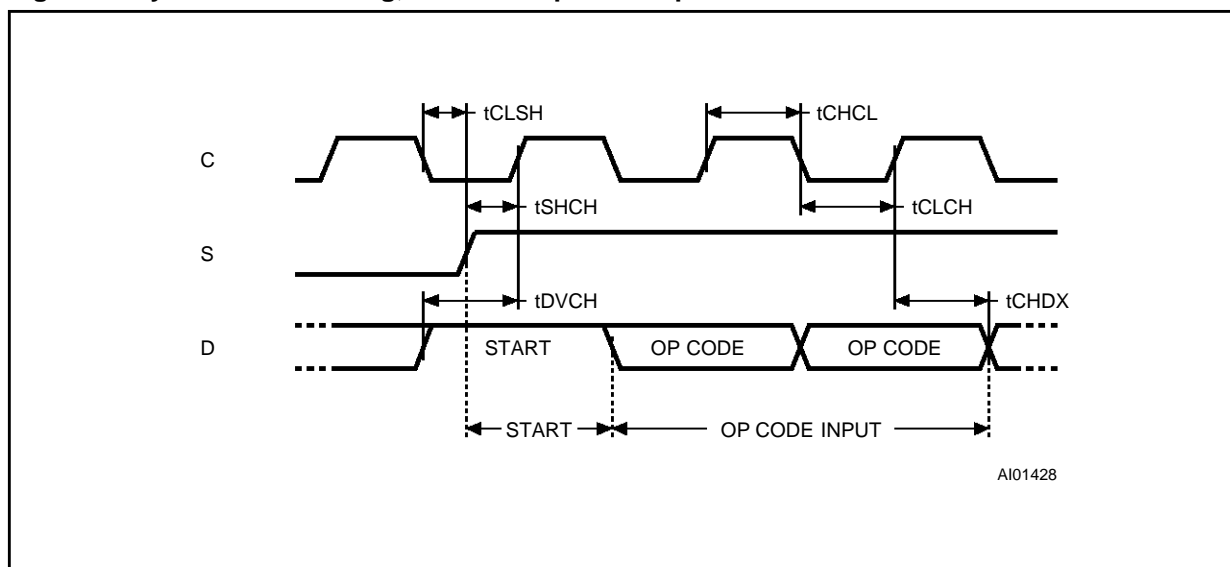 tCLSH
tCHCL
C
tSHCH
tCLCH
S
tDVCH
tCHDX
D
START
OP CODE
OP CODE
START
OP CODE INPUT
AI01428